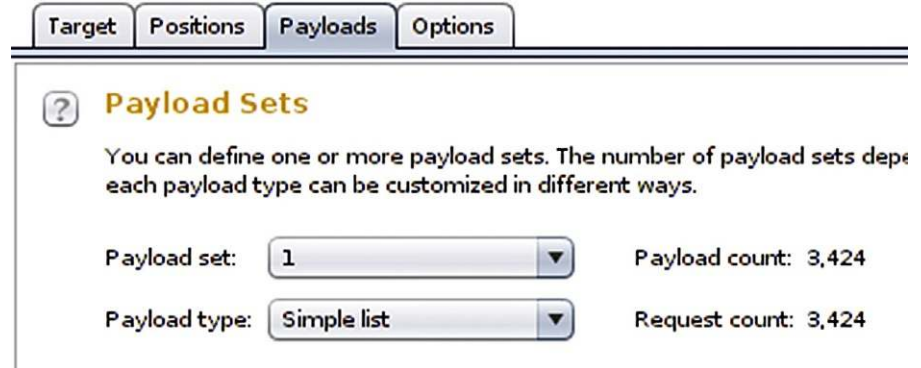 Target Positions Payloads Options
? Payload Sets
You can define one or more payload sets. The number of payload sets depe
each payload type can be customized in different ways.
Payload set: 1 Payload count: 3,424
Payload type: Simple list Request count: 3,424